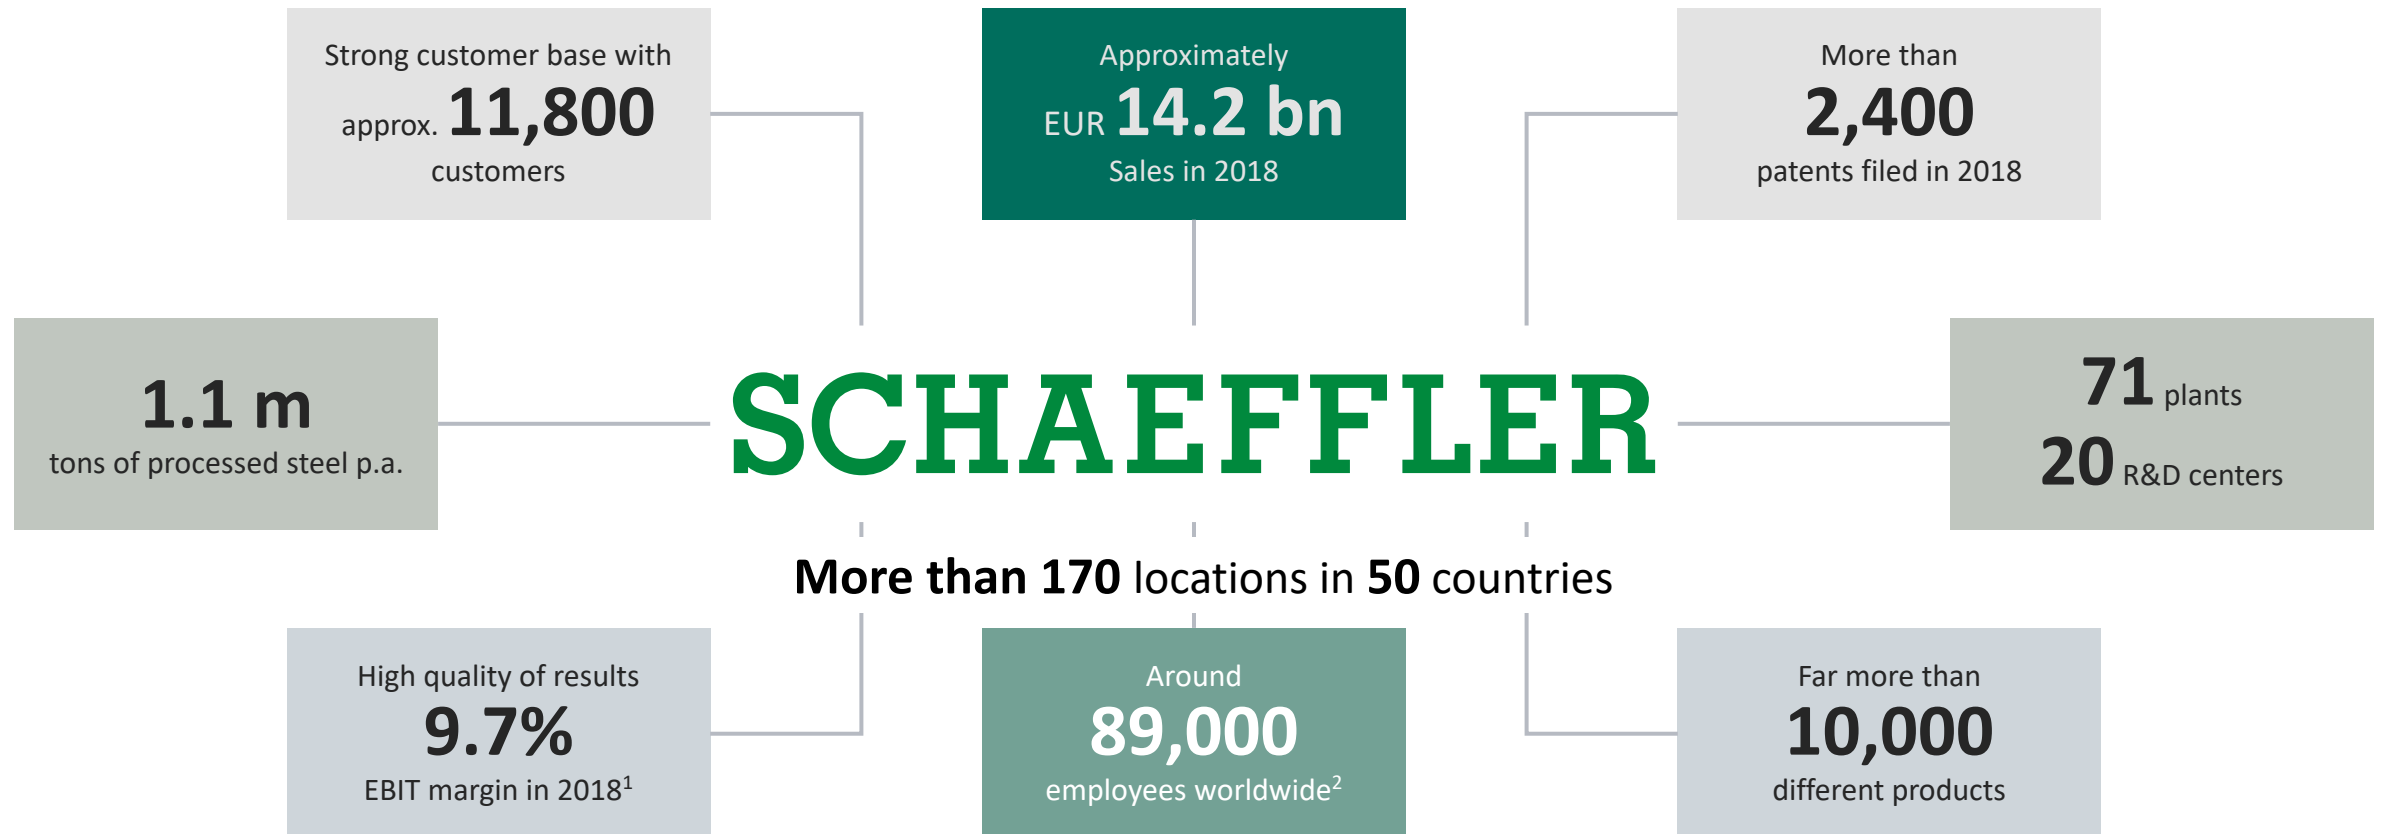 Strong customer base with
approx. 11,800
customers
Approximately
EUR 14.2 bn
Sales in 2018
More than
2,400
patents filed in 2018
1.1 m
tons of processed steel p.a.
SCHAEFFLER
71 plants
20 R&D centers
More than 170 locations in 50 countries
High quality of results
9.7%
EBIT margin in 2018¹
Around
89,000
employees worldwide²
Far more than
10,000
different products